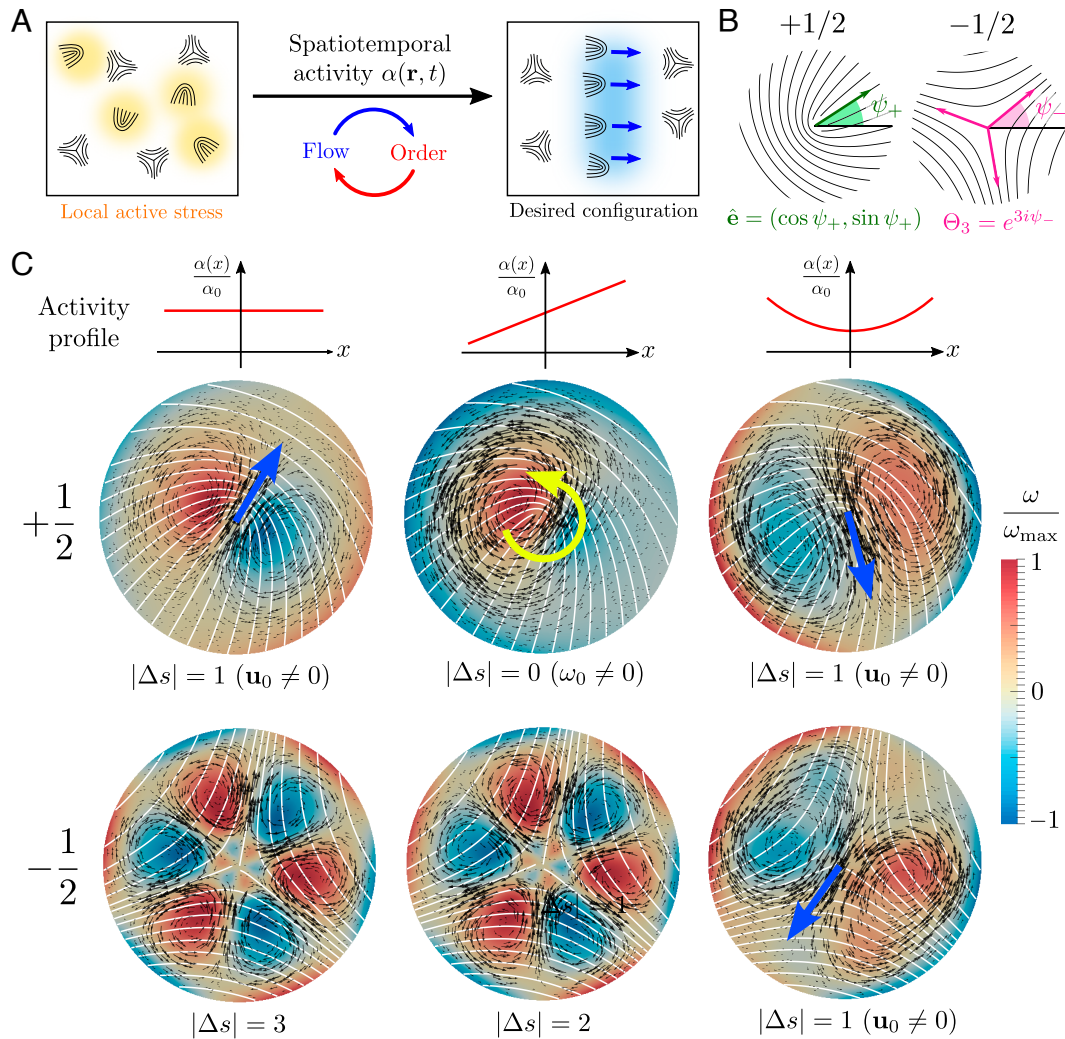 A
Spatiotemporal
activity α(r, t)
Flow
Order
Local active stress
Desired configuration
B
+1/2
−1/2
ψ₊
ψ₋
ê = (cos ψ₊, sin ψ₊)
Θ₃ = e^{3iψ₋}
C
Activity
profile
α(x)/α₀
x
α(x)/α₀
x
α(x)/α₀
x
+1/2
|Δs| = 1 (u₀ ≠ 0)
|Δs| = 0 (ω₀ ≠ 0)
|Δs| = 1 (u₀ ≠ 0)
ω/ω_max
1
0
−1
−1/2
|Δs| = 3
|Δs| = 2
|Δs| = 1 (u₀ ≠ 0)